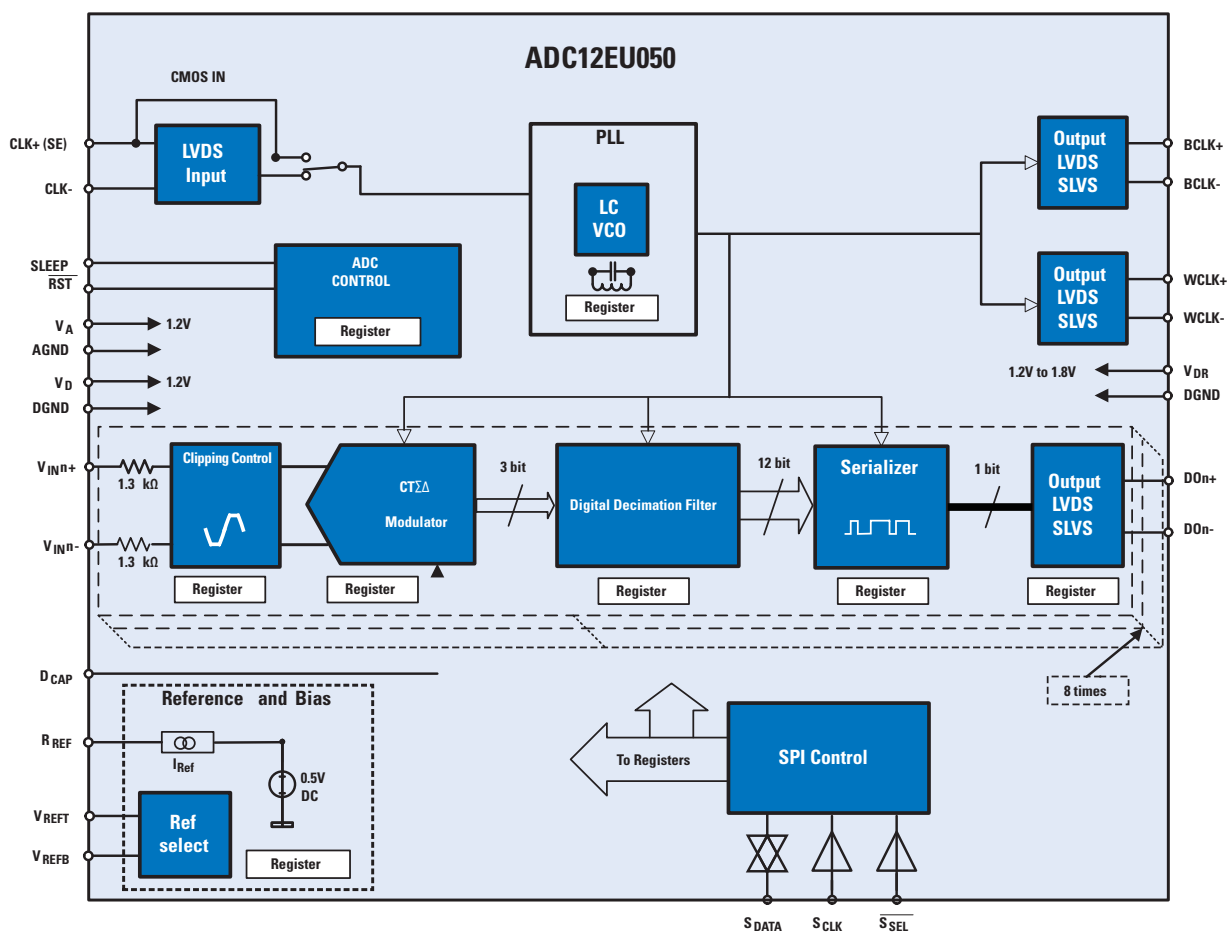 ADC12EU050
CMOS IN
CLK+ (SE)
CLK-
LVDS
Input
PLL
LC
VCO
Register
Output
LVDS
SLVS
BCLK+
BCLK-
SLEEP
RST
ADC
CONTROL
Register
Output
LVDS
SLVS
WCLK+
WCLK-
VA
1.2V
AGND
VD
1.2V
DGND
1.2V to 1.8V
VDR
DGND
VINn+
1.3 kΩ
VINn-
1.3 kΩ
Clipping Control
Register
CTΣΔ
Modulator
Register
3 bit
Digital Decimation Filter
Register
12 bit
Serializer
Register
1 bit
Output
LVDS
SLVS
Register
DOn+
DOn-
8 times
DCAP
Reference and Bias
RREF
IRef
0.5V
DC
VREFT
VREFB
Ref
select
Register
To Registers
SPI Control
SDATA
SCLK
SSEL